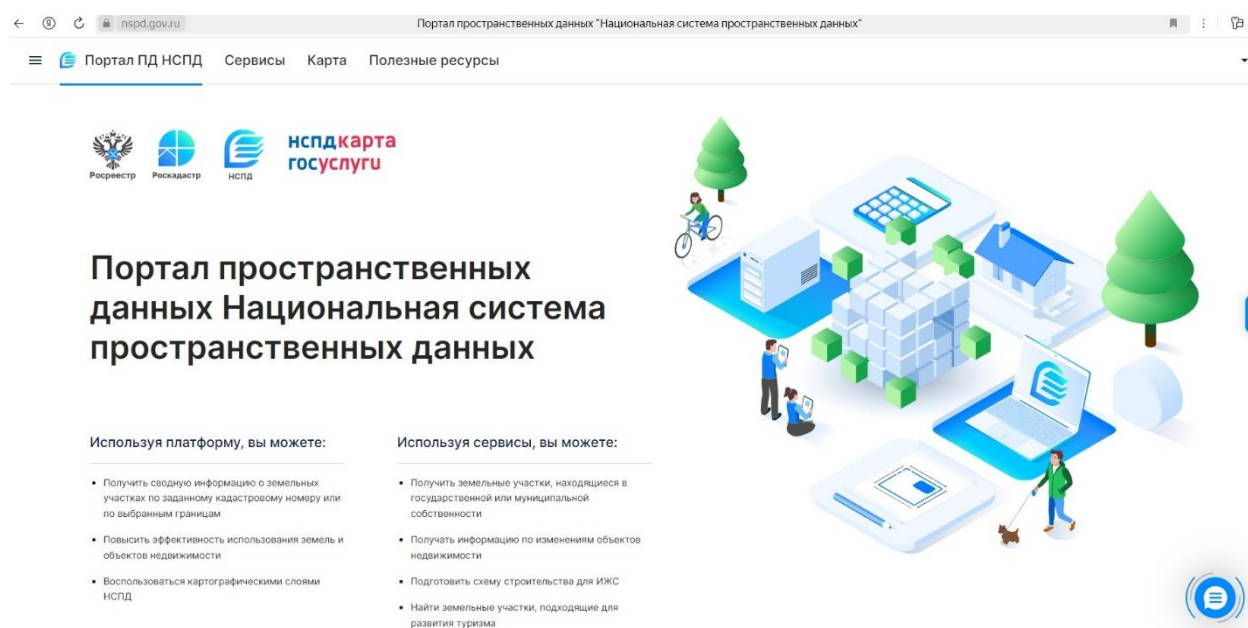 nspd.gov.ru
Портал пространственных данных "Национальная система пространственных данных"
Портал ПД НСПД
Сервисы
Карта
Полезные ресурсы
Росреестр
Роскадастр
НСПД
нспдкарта
госуслуги
Портал пространственных
данных Национальная система
пространственных данных
Используя платформу, вы можете:
• Получить сводную информацию о земельных
участках по заданному кадастровому номеру или
по выбранным границам
• Повысить эффективность использования земель и
объектов недвижимости
• Воспользоваться картографическими слоями
НСПД
Используя сервисы, вы можете:
• Получить земельные участки, находящиеся в
государственной или муниципальной
собственности
• Получать информацию по изменениям объектов
недвижимости
• Подготовить схему строительства для ИЖС
• Найти земельные участки, подходящие для
развития туризма